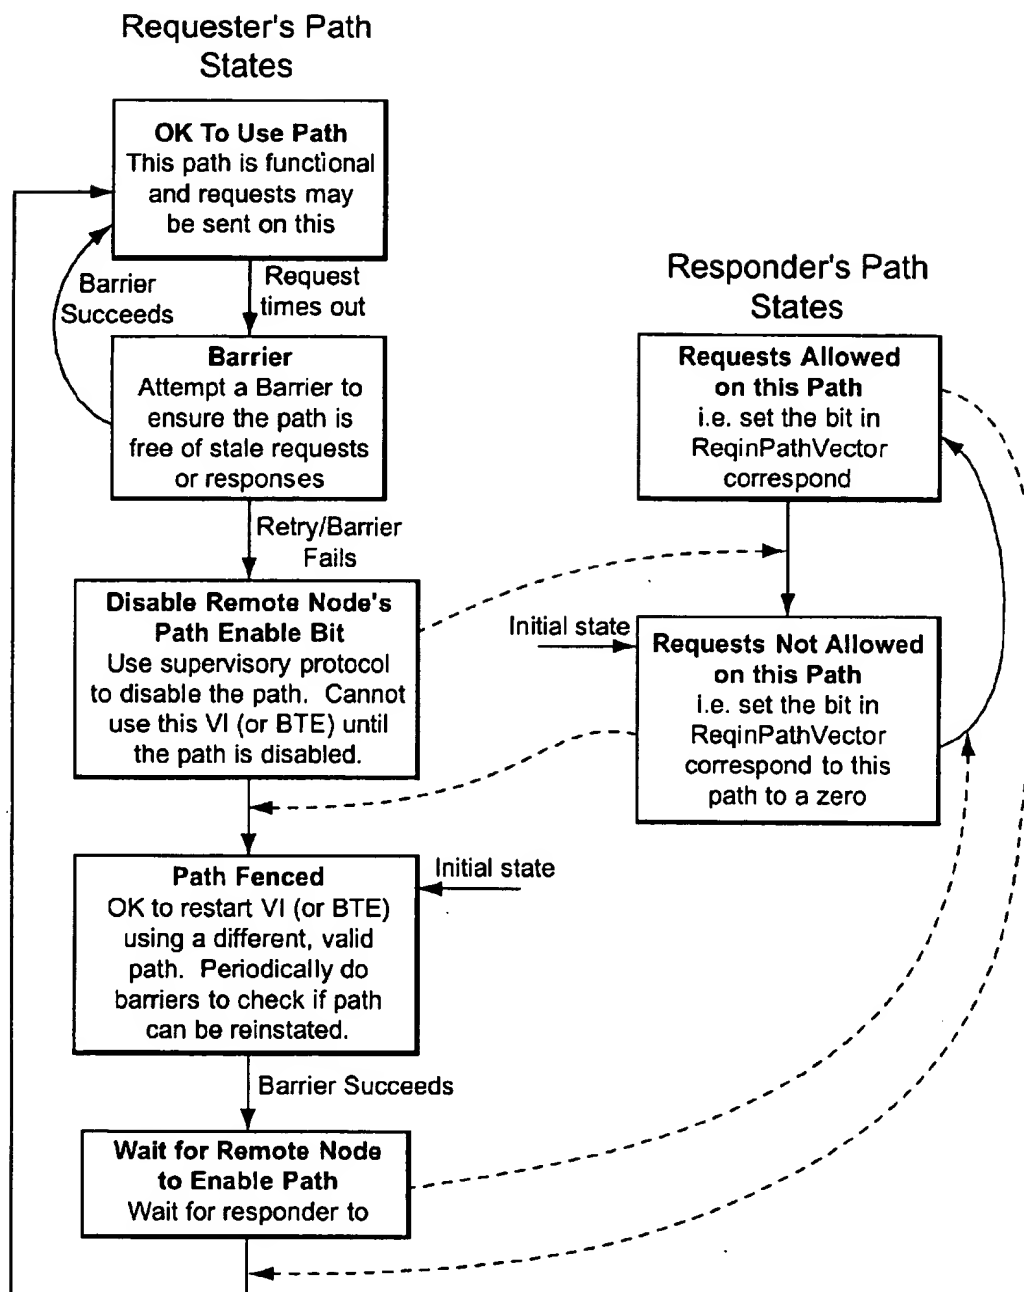 Requester's Path
States
OK To Use Path
This path is functional
and requests may
be sent on this
Barrier
Succeeds
Request
times out
Barrier
Attempt a Barrier to
ensure the path is
free of stale requests
or responses
Retry/Barrier
Fails
Disable Remote Node's
Path Enable Bit
Use supervisory protocol
to disable the path. Cannot
use this VI (or BTE) until
the path is disabled.
Path Fenced
OK to restart VI (or BTE)
using a different, valid
path. Periodically do
barriers to check if path
can be reinstated.
Initial state
Barrier Succeeds
Wait for Remote Node
to Enable Path
Wait for responder to
Responder's Path
States
Requests Allowed
on this Path
i.e. set the bit in
ReqinPathVector
correspond
Initial state
Requests Not Allowed
on this Path
i.e. set the bit in
ReqinPathVector
correspond to this
path to a zero